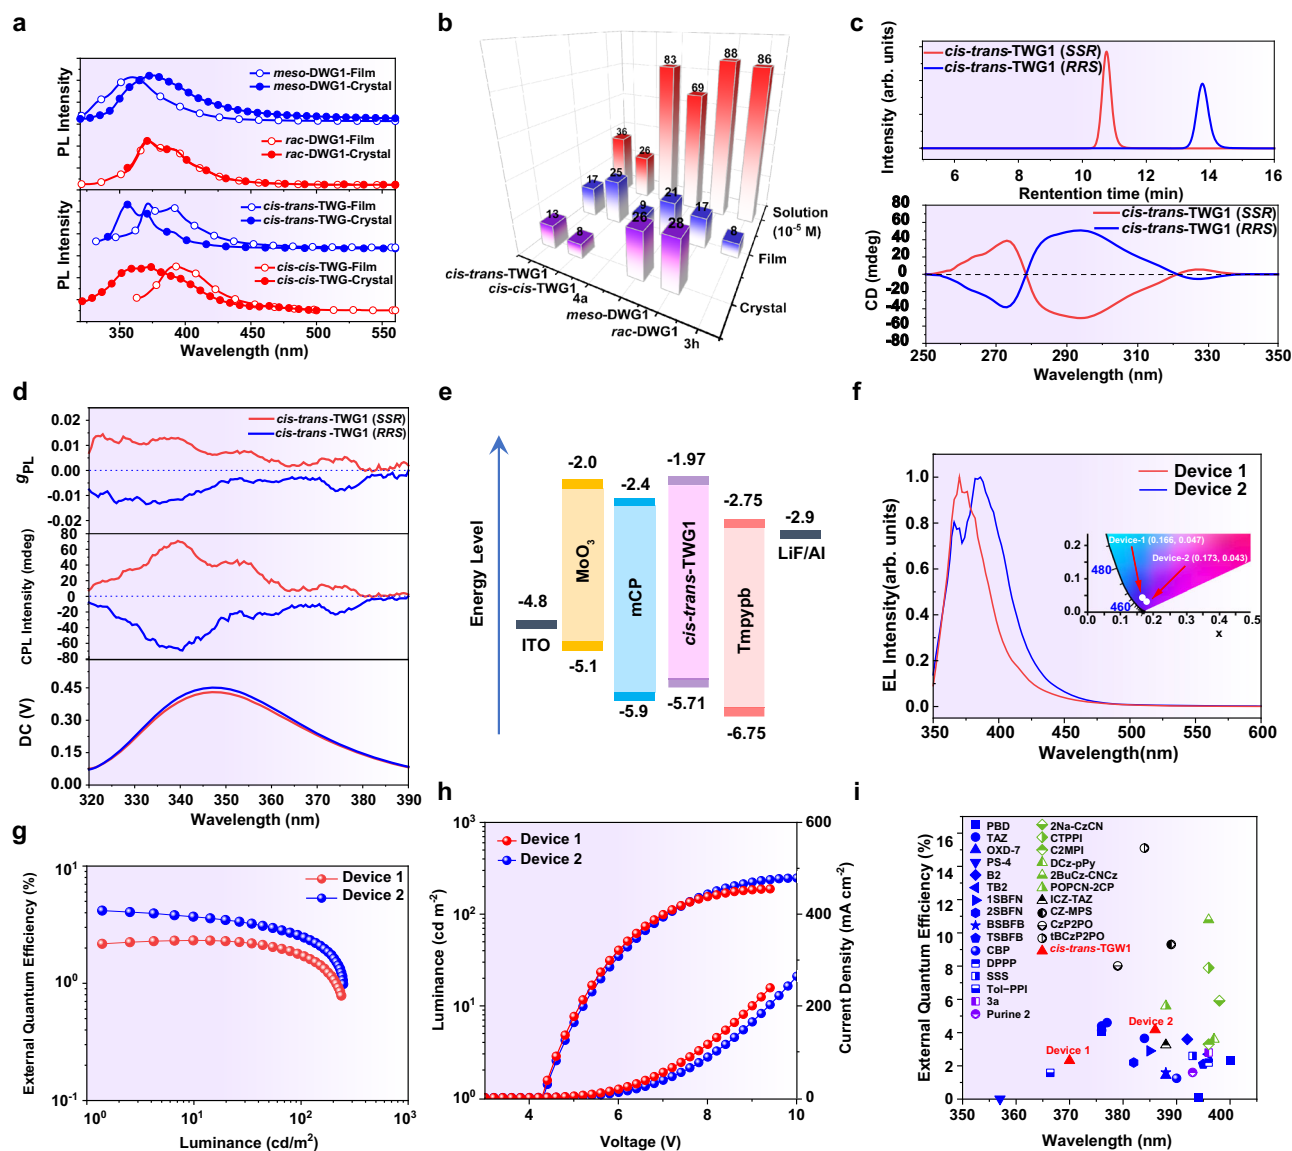 a
PL Intensity
meso-DWG1-Film
meso-DWG1-Crystal
rac-DWG1-Film
rac-DWG1-Crystal
PL Intensity
cis-trans-TWG-Film
cis-trans-TWG-Crystal
cis-cis-TWG-Film
cis-cis-TWG-Crystal
350 400 450 500 550
Wavelength (nm)
b
83 88 86
69
36
26
17 25
9 21 17 8
13 8 26 28
Solution
(10⁻⁵ M)
Film
Crystal
cis-trans-TWG1
cis-cis-TWG1
4a
meso-DWG1
rac-DWG1
3h
c
Intensity (arb. units)
cis-trans-TWG1 (SSR)
cis-trans-TWG1 (RRS)
6 8 10 12 14 16
Rentention time (min)
CD (mdeg)
80
60
40
20
0
-20
-40
-60
-80
cis-trans-TWG1 (SSR)
cis-trans-TWG1 (RRS)
250 270 290 310 330 350
Wavelength (nm)
d
gPL
0.02
0.01
0.00
-0.01
-0.02
cis-trans-TWG1 (SSR)
cis-trans-TWG1 (RRS)
CPL Intensity (mdeg)
80
60
40
20
0
-20
-40
-60
-80
DC (V)
0.45
0.30
0.15
0.00
320 330 340 350 360 370 380 390
Wavelength (nm)
e
Energy Level
-4.8
ITO
-2.0
MoO₃
-5.1
-2.4
mCP
-5.9
-1.97
cis-trans-TWG1
-5.71
-2.75
Tmpypb
-6.75
-2.9
LiF/Al
f
EL Intensity(arb. units)
1.0
0.8
0.6
0.4
0.2
0.0
Device 1
Device 2
Device-1 (0.166, 0.047)
Device-2 (0.173, 0.043)
0.2
0.1
0.0
480
460
0.0 0.1 0.2 0.3 0.4 0.5
x
350 400 450 500 550 600
Wavelength(nm)
g
External Quantum Efficiency (%)
10¹
10⁰
10⁻¹
Device 1
Device 2
10⁰ 10¹ 10² 10³
Luminance (cd/m²)
h
Luminance (cd m⁻²)
10³
10²
10¹
10⁰
Device 1
Device 2
600
400
200
0
Current Density (mA cm⁻²)
4 6 8 10
Voltage (V)
i
External Quantum Efficiency (%)
16
14
12
10
8
6
4
2
0
PBD
TAZ
OXD-7
PS-4
B2
TB2
1SBFN
2SBFN
BSBFB
TSBFB
CBP
DPPP
SSS
Tol-PPI
3a
Purine 2
2Na-CzCN
CTPPI
C2MPI
DCz-pPy
2BuCz-CNCz
POPCN-2CP
ICZ-TAZ
CZ-MPS
CzP2PO
tBCzP2PO
cis-trans-TGW1
Device 1
Device 2
350 360 370 380 390 400
Wavelength (nm)